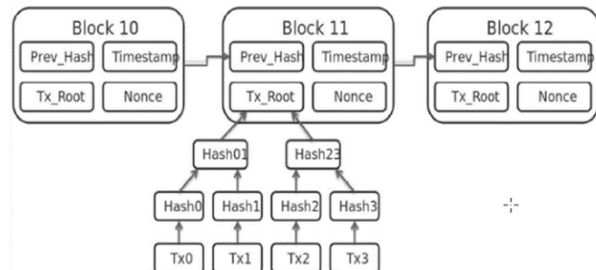 Block 10 Block 11 Block 12
Prev_Hash Timestamp Prev_Hash Timestamp Prev_Hash Timestamp
Tx_Root Nonce Tx_Root Nonce Tx_Root Nonce
Hash01 Hash23
Hash0 Hash1 Hash2 Hash3
Tx0 Tx1 Tx2 Tx3